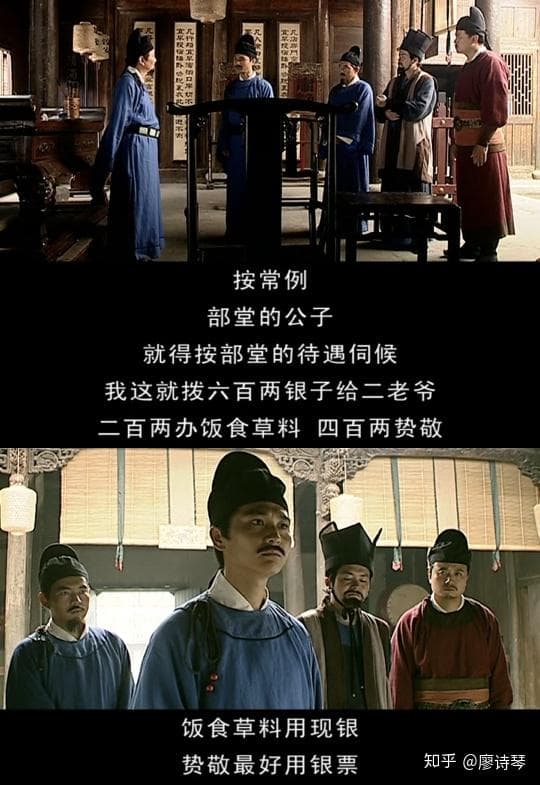 按常例
部堂的公子
就得按部堂的待遇伺候
我这就拨六百两银子给二老爷
二百两办饭食草料 四百两贽敬
饭食草料用现银
贽敬最好用银票
知乎 @廖诗琴